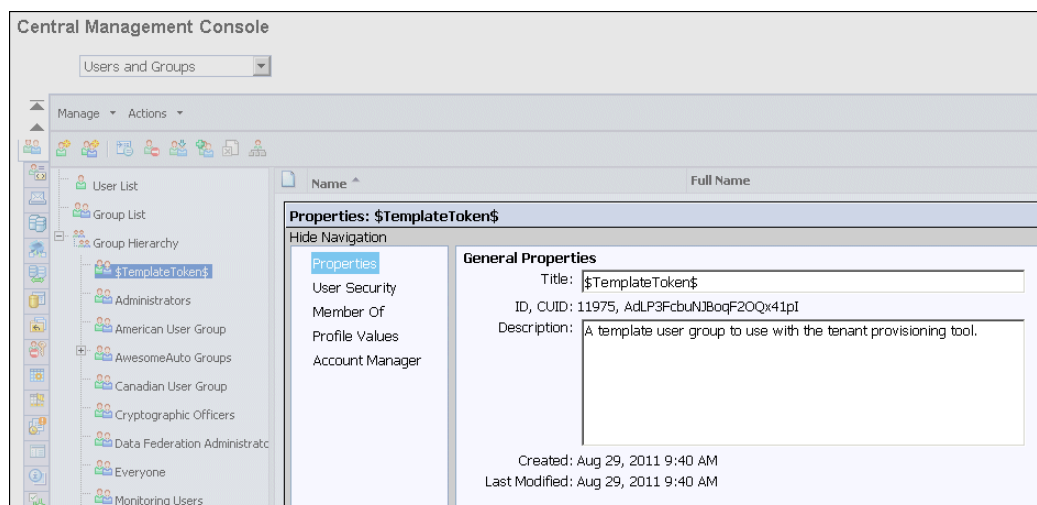 Central Management Console
Users and Groups
Manage Actions
User List
Group List
Group Hierarchy
$TemplateToken$
Administrators
American User Group
AwesomeAuto Groups
Canadian User Group
Cryptographic Officers
Data Federation Administratc
Everyone
Monitoring Users
Name Full Name
Properties: $TemplateToken$
Hide Navigation
Properties
User Security
Member Of
Profile Values
Account Manager
General Properties
Title: $TemplateToken$
ID, CUID: 11975, AdLP3FcbuNJBoqF2OQx41pI
Description: A template user group to use with the tenant provisioning tool.
Created: Aug 29, 2011 9:40 AM
Last Modified: Aug 29, 2011 9:40 AM